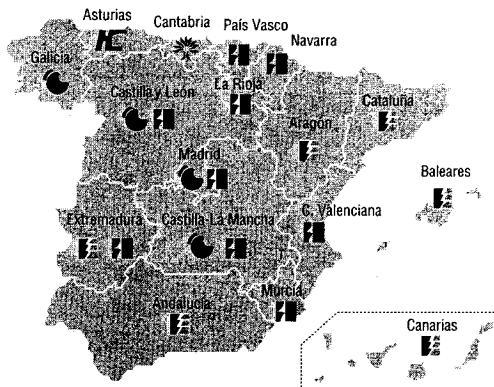 Asturias
Cantabria
País Vasco
Navarra
Galicia
Castilla y León
La Rioja
Cataluña
Aragón
Madrid
Baleares
Extremadura
Castilla-La Mancha
C. Valenciana
Andalucía
Murcia
Canarias